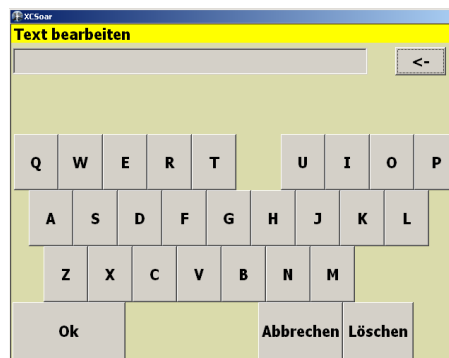 XCSoar
Text bearbeiten
<-
Q W E R T U I O P
A S D F G H J K L
Z X C V B N M
Ok Abbrechen Löschen